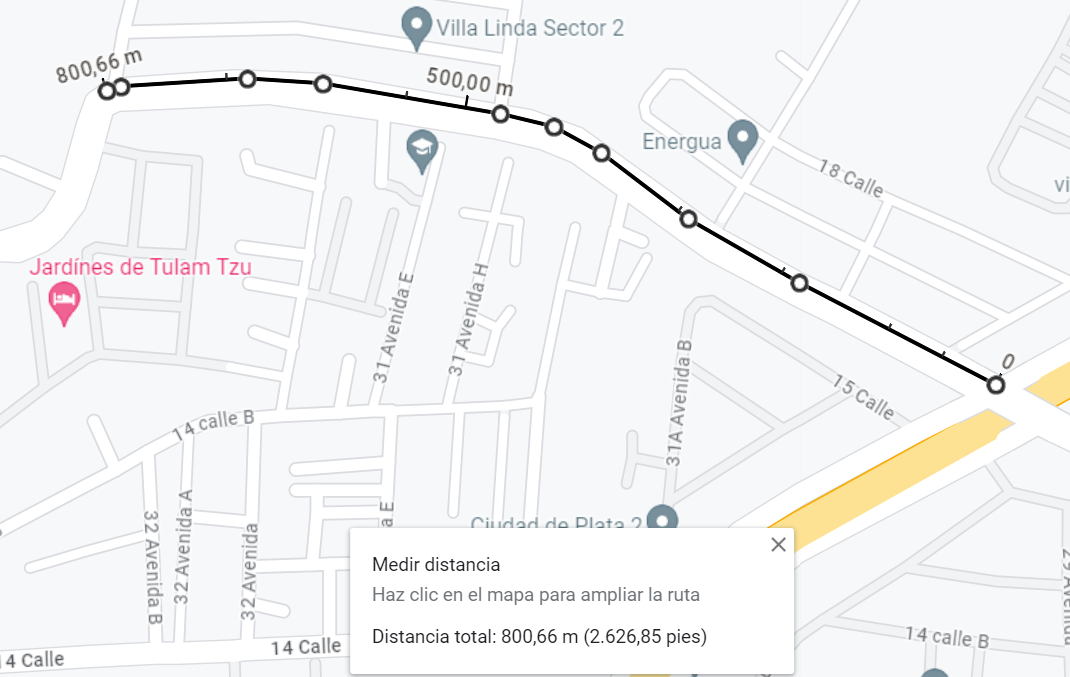 Villa Linda Sector 2
800,66 m
500,00 m
Energua
18 Calle
vi
Jardínes de Tulam Tzu
31 Avenida E
31 Avenida H
0
31A Avenida B
15 Calle
14 calle B
32 Avenida B
32 Avenida A
32 Avenida
a E
Ciudad de Plata 2
Medir distancia
Haz clic en el mapa para ampliar la ruta
Distancia total: 800,66 m (2.626,85 pies)
14 calle B
14 Calle
14 Calle